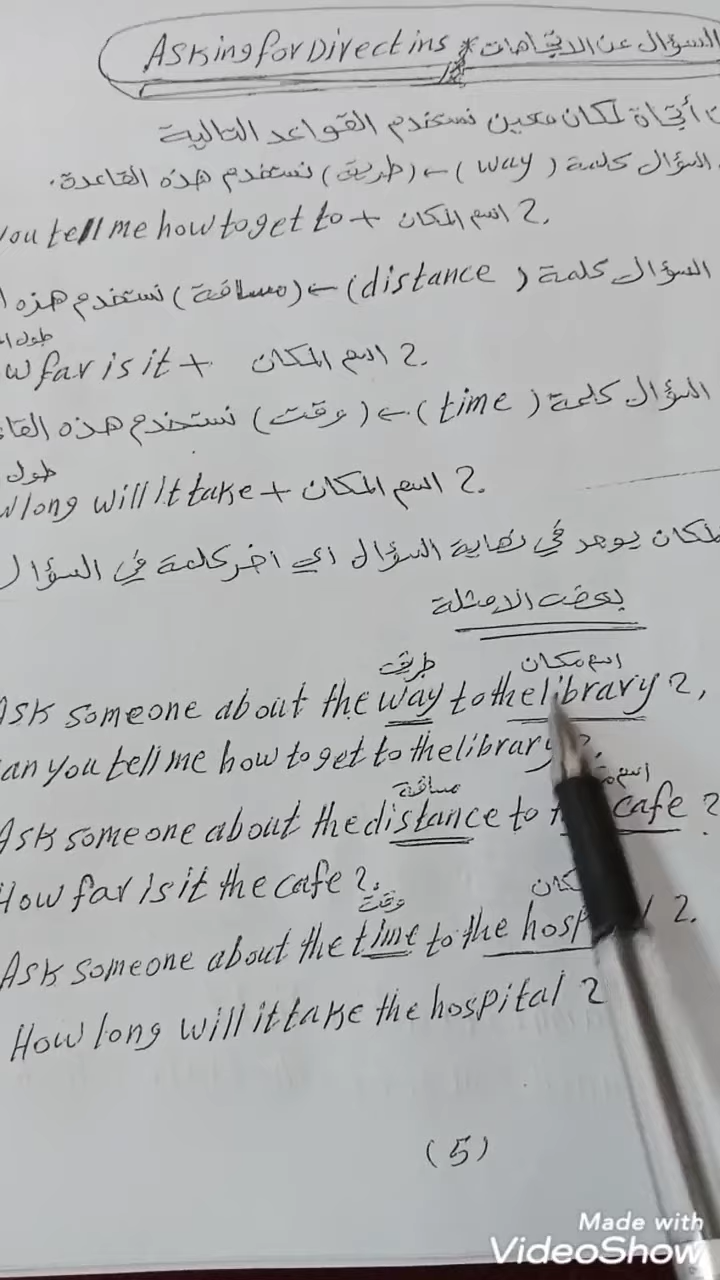 Asking for Directins * السؤال عن الاتجاهات
أتجاة لمكان معين نستخدم القواعد التالية
السؤال كلمة (way) ← (طريق) نستخدم هذه القاعدة.
you tell me how to get to + اسم المكان ?.
السؤال كلمة (distance) ← (مسافة) نستخدم هذه
طول
w far is it + اسم المكان ?.
السؤال كلمة (time) ← (وقت) نستخدم هذه القا
طول
w long will It take + اسم المكان ?.
لمكان يوجد في نهاية السؤال اي اخر كلمة في السؤال
بعض الامثلة
طريق اسم مكان
Ask someone about the way to the library ?,
an you tell me how to get to the library ?.
مسافة اسم
Ask someone about the distance to cafe ?
How far is it the cafe ?.
وقت مكان
Ask someone about the time to the hosp ?.
How long will it take the hospital ?
(5)
Made with
VideoShow